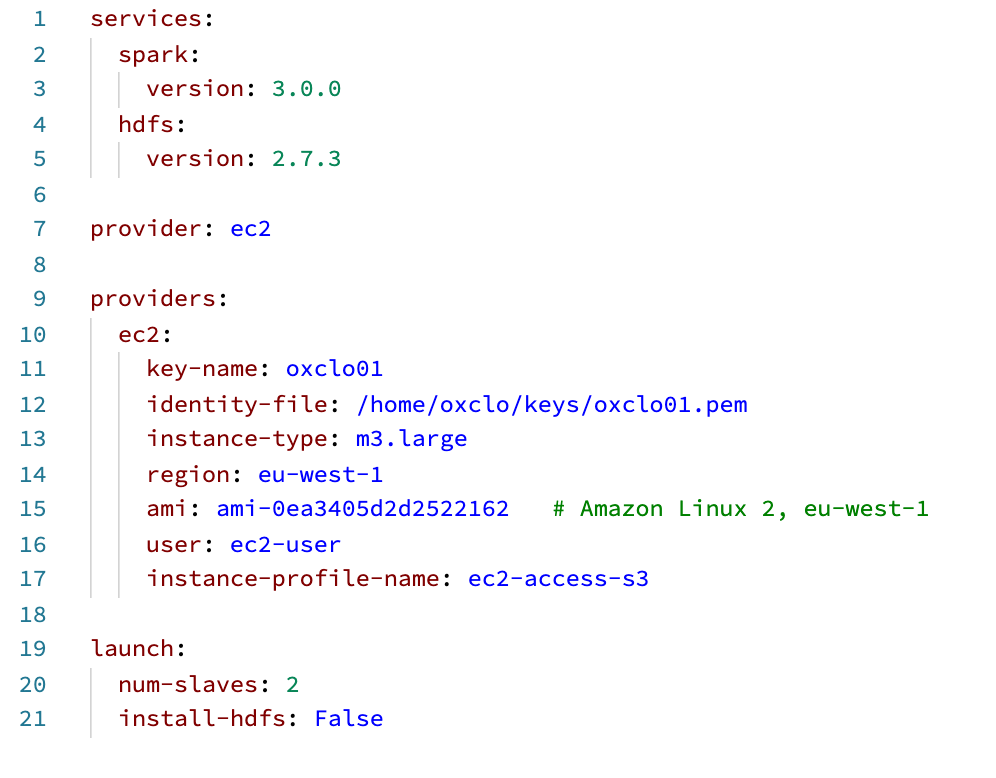 1 services:
2   spark:
3     version: 3.0.0
4   hdfs:
5     version: 2.7.3
6
7 provider: ec2
8
9 providers:
10   ec2:
11     key-name: oxclo01
12     identity-file: /home/oxclo/keys/oxclo01.pem
13     instance-type: m3.large
14     region: eu-west-1
15     ami: ami-0ea3405d2d2522162   # Amazon Linux 2, eu-west-1
16     user: ec2-user
17     instance-profile-name: ec2-access-s3
18
19 launch:
20   num-slaves: 2
21   install-hdfs: False